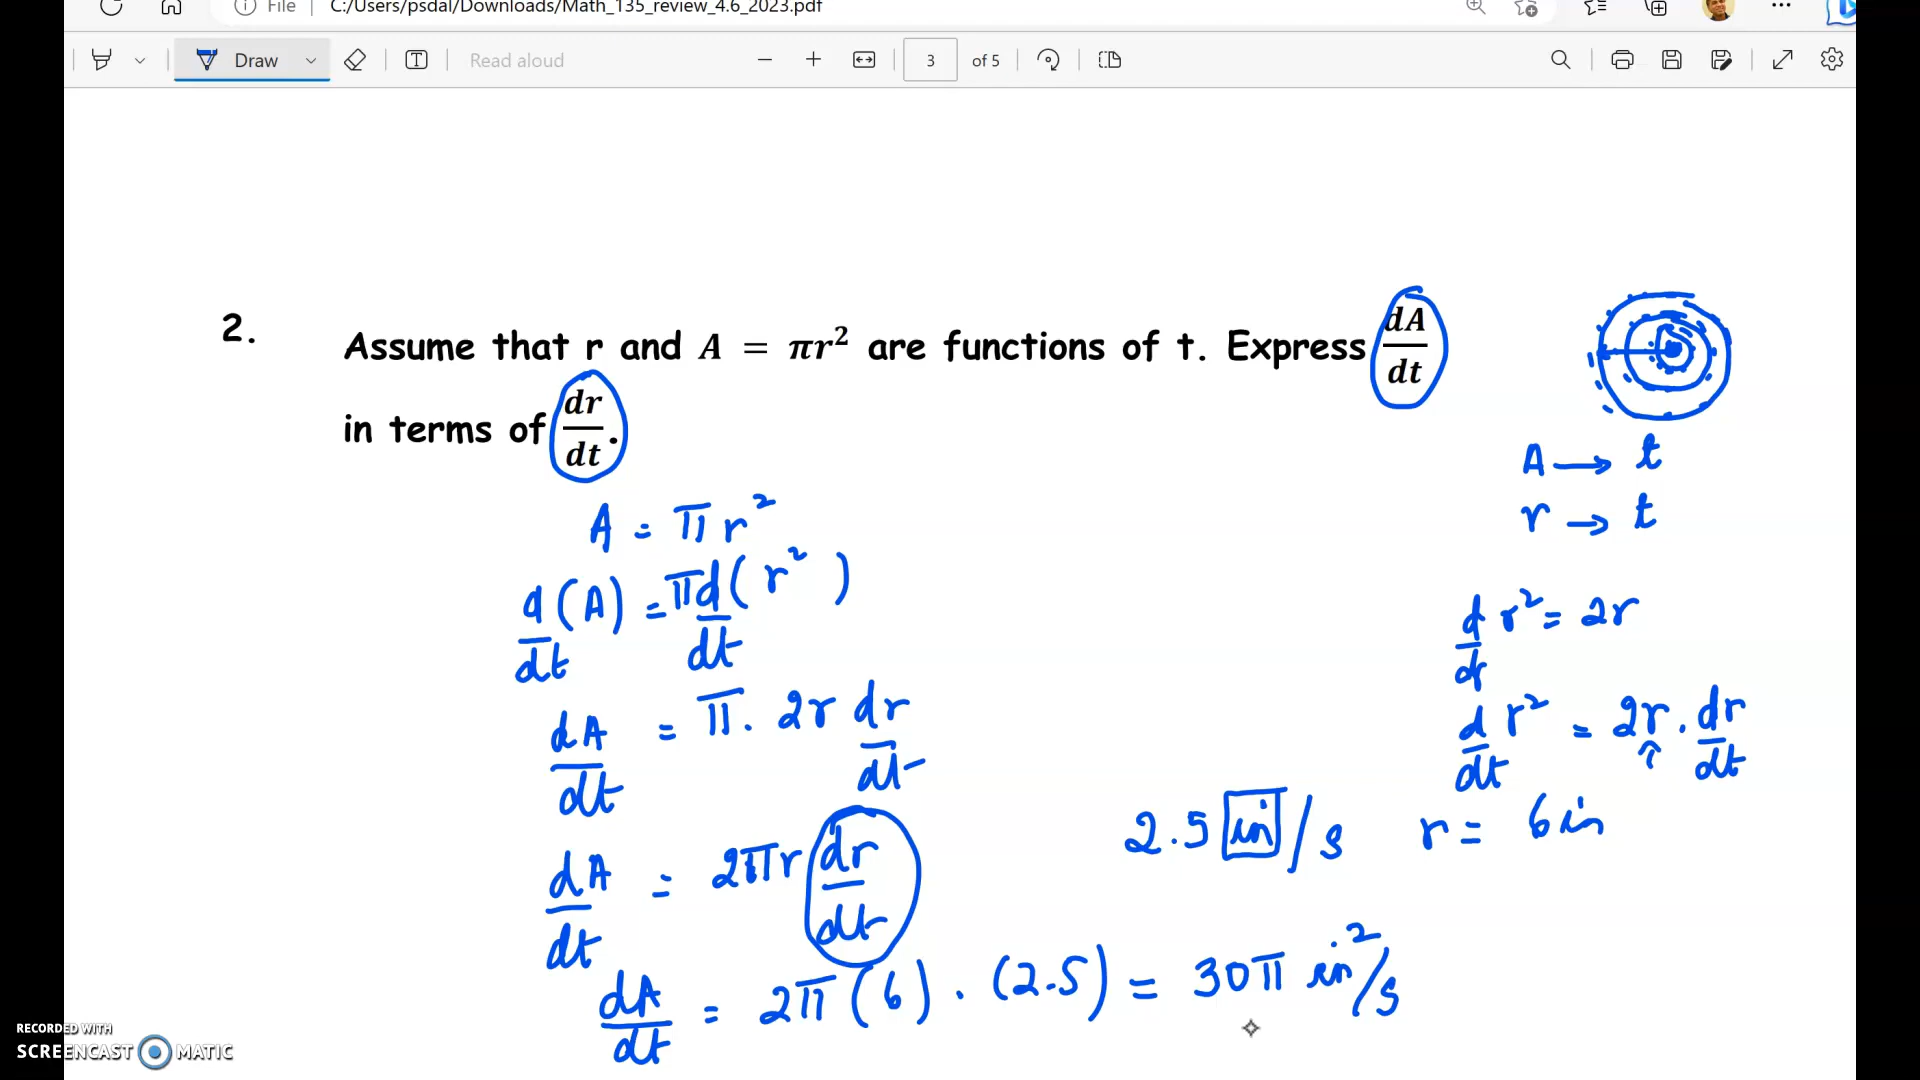 File | C:/Users/psdal/Downloads/Math_135_review_4.6_2023.pdf
Draw Read aloud 3 of 5
2. Assume that r and A = πr² are functions of t. Express dA/dt
in terms of dr/dt.
A → t
r → t
A = πr²
d/dt (A) = π d/dt (r²)
d/dr r² = 2r
dA/dt = π · 2r dr/dt
d/dt r² = 2r · dr/dt
2.5 in/s r = 6 in
dA/dt = 2πr dr/dt
dA/dt = 2π(6) · (2.5) = 30π in²/s
RECORDED WITH
SCREENCAST MATIC